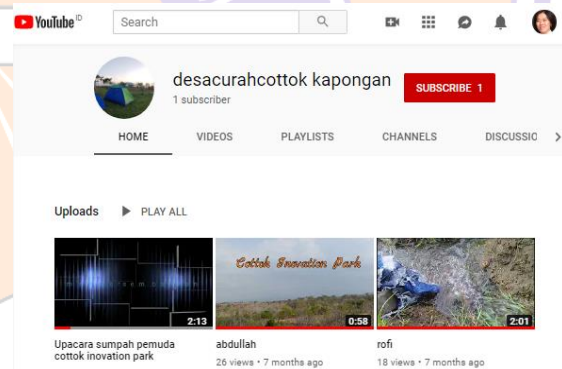 YouTube ID
Search
desacurahcottok kapongan
1 subscriber
SUBSCRIBE 1
HOME VIDEOS PLAYLISTS CHANNELS DISCUSSIO
Uploads PLAY ALL
Cottok Inovation Park
2:13 0:58 2:01
Upacara sumpah pemuda
cottok inovation park
abdullah
26 views • 7 months ago
rofi
18 views • 7 months ago